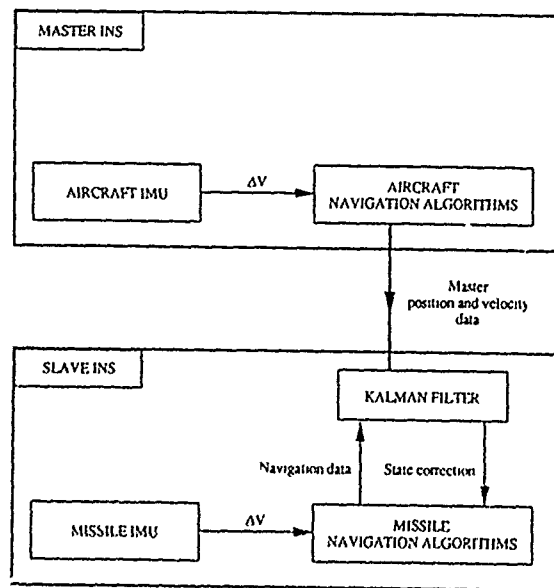 MASTER INS
AIRCRAFT IMU
ΔV
AIRCRAFT
NAVIGATION ALGORITHMS
Master
position and velocity
data
SLAVE INS
KALMAN FILTER
Navigation data
State correction
MISSILE IMU
ΔV
MISSILE
NAVIGATION ALGORITHMS